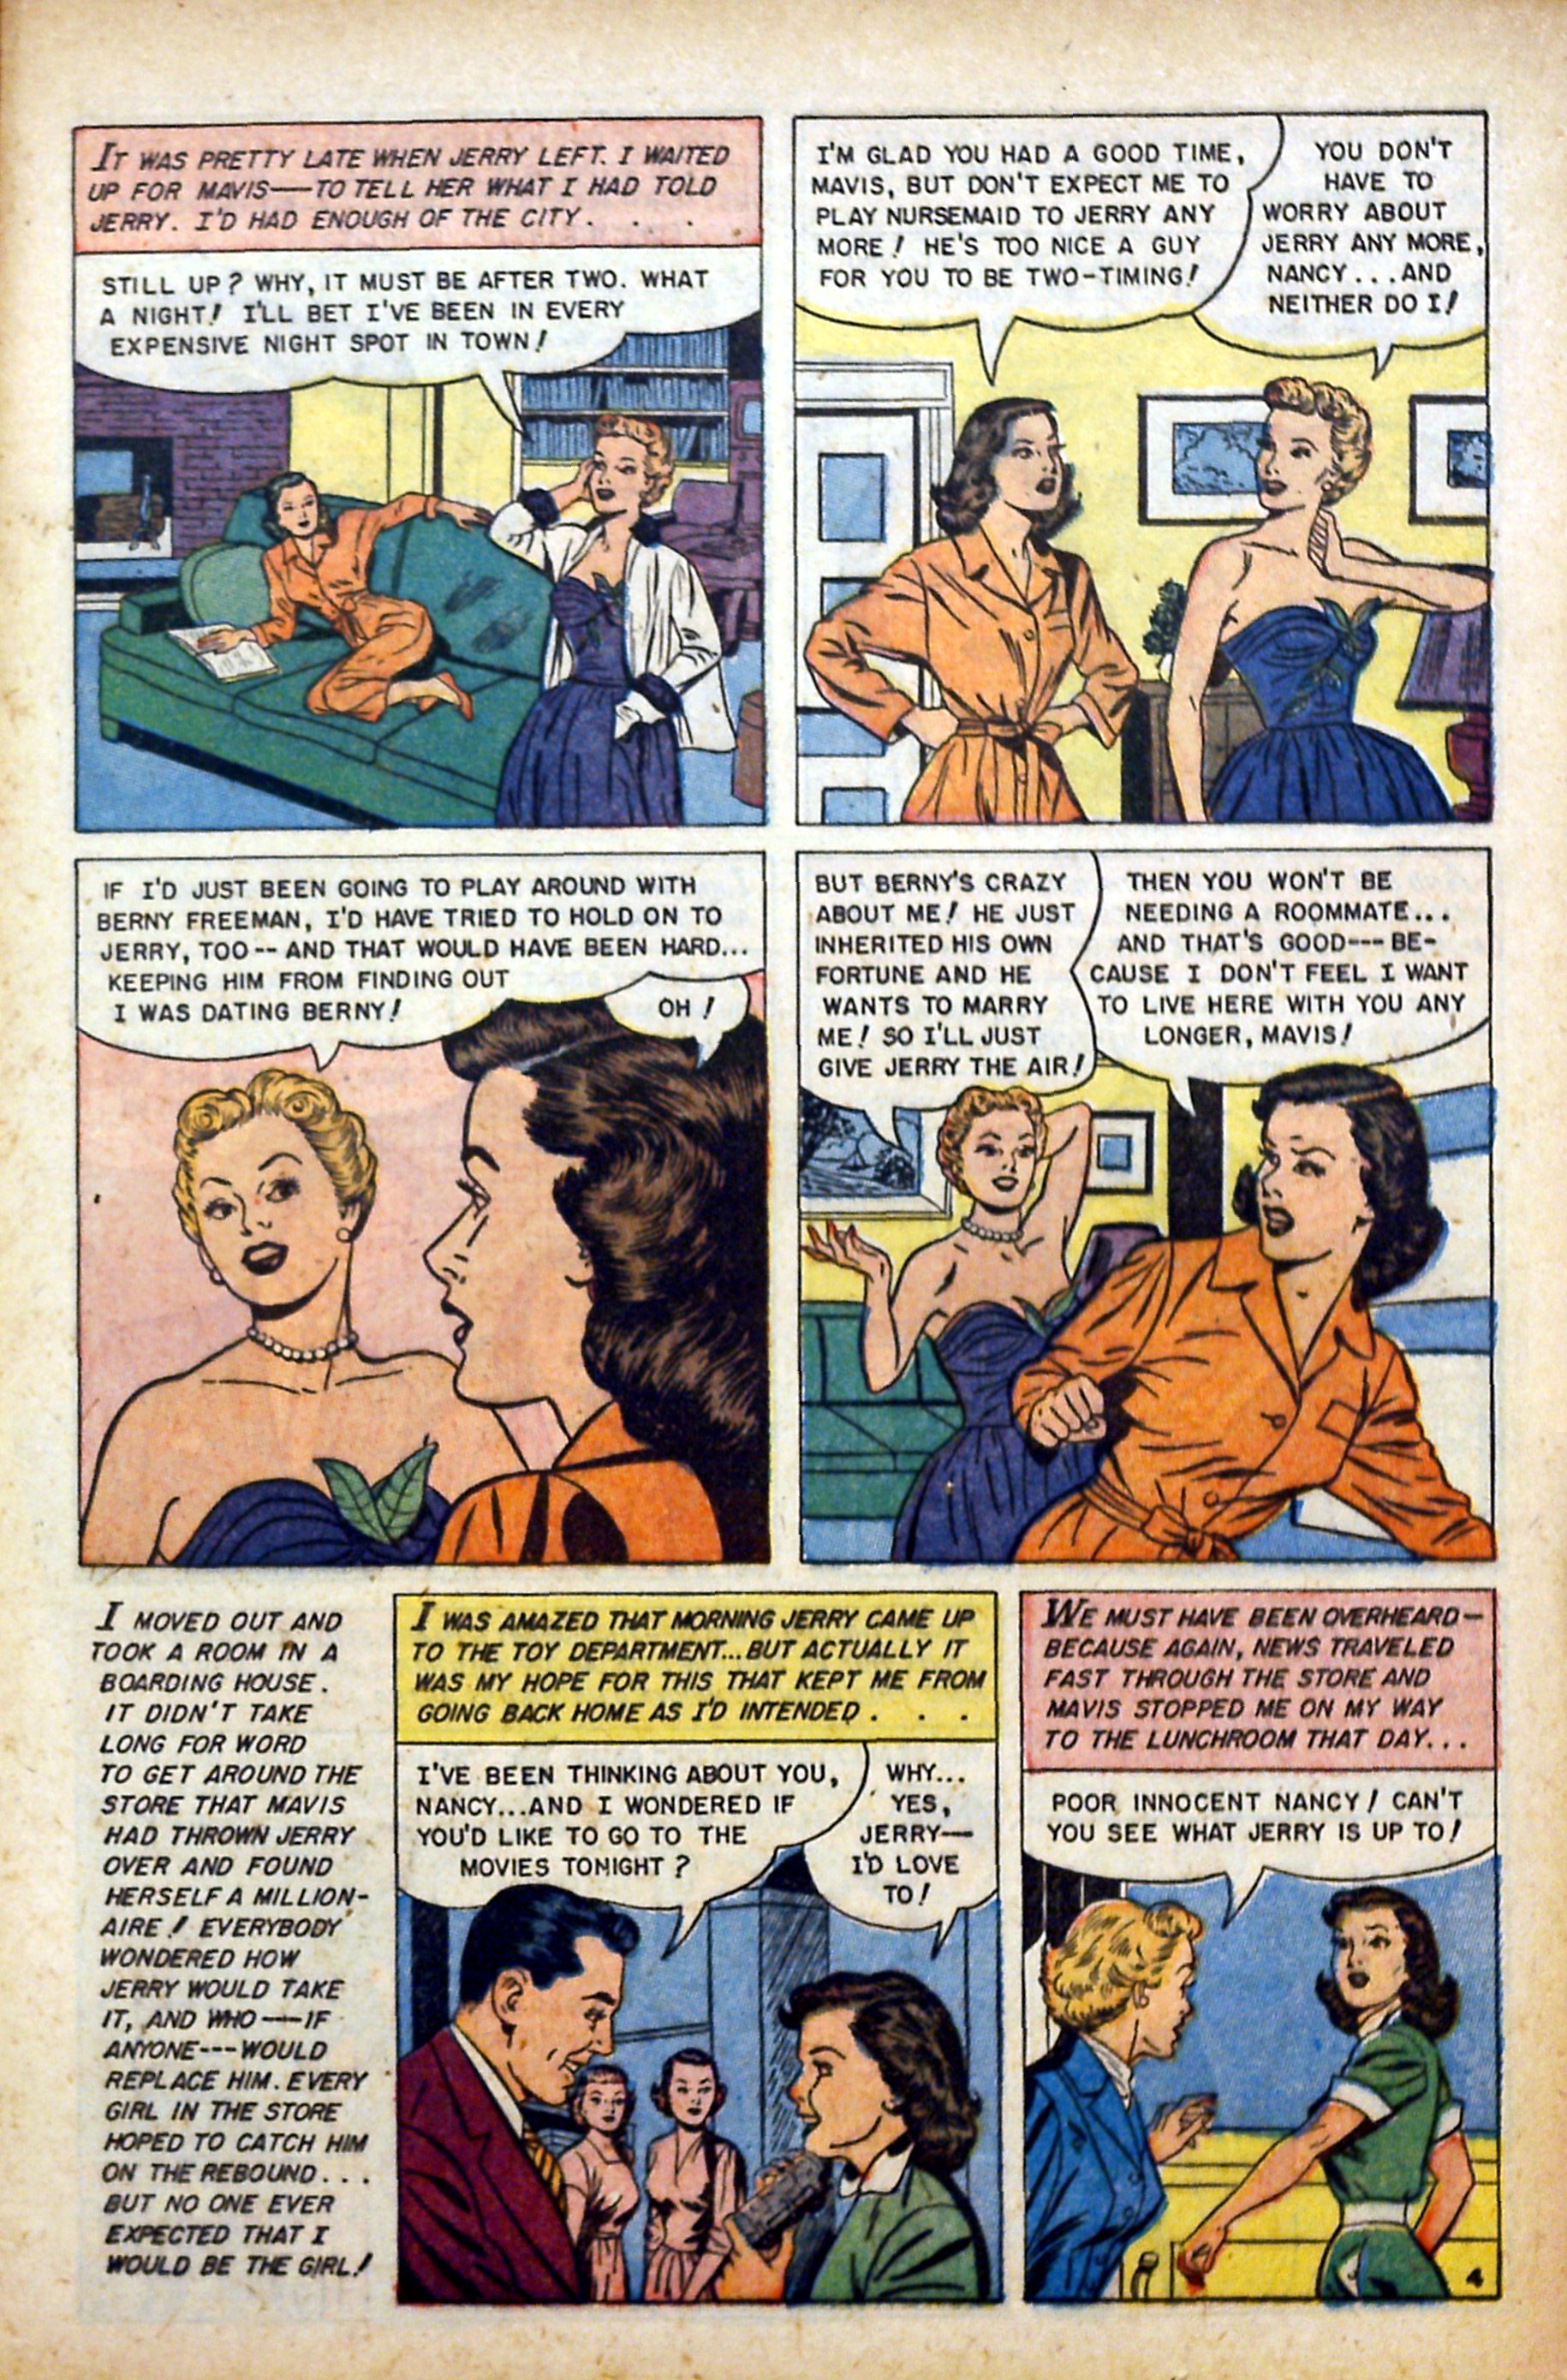 IT WAS PRETTY LATE WHEN JERRY LEFT. I WAITED
UP FOR MAVIS—TO TELL HER WHAT I HAD TOLD
JERRY. I'D HAD ENOUGH OF THE CITY. . . .
STILL UP? WHY, IT MUST BE AFTER TWO. WHAT
A NIGHT! I'LL BET I'VE BEEN IN EVERY
EXPENSIVE NIGHT SPOT IN TOWN!
I'M GLAD YOU HAD A GOOD TIME,
MAVIS, BUT DON'T EXPECT ME TO
PLAY NURSEMAID TO JERRY ANY
MORE! HE'S TOO NICE A GUY
FOR YOU TO BE TWO-TIMING!
YOU DON'T
HAVE TO
WORRY ABOUT
JERRY ANY MORE,
NANCY...AND
NEITHER DO I!
IF I'D JUST BEEN GOING TO PLAY AROUND WITH
BERNY FREEMAN, I'D HAVE TRIED TO HOLD ON TO
JERRY, TOO -- AND THAT WOULD HAVE BEEN HARD...
KEEPING HIM FROM FINDING OUT
I WAS DATING BERNY!
OH!
BUT BERNY'S CRAZY
ABOUT ME! HE JUST
INHERITED HIS OWN
FORTUNE AND HE
WANTS TO MARRY
ME! SO I'LL JUST
GIVE JERRY THE AIR!
THEN YOU WON'T BE
NEEDING A ROOMMATE...
AND THAT'S GOOD--- BE-
CAUSE I DON'T FEEL I WANT
TO LIVE HERE WITH YOU ANY
LONGER, MAVIS!
I MOVED OUT AND
TOOK A ROOM IN A
BOARDING HOUSE.
IT DIDN'T TAKE
LONG FOR WORD
TO GET AROUND THE
STORE THAT MAVIS
HAD THROWN JERRY
OVER AND FOUND
HERSELF A MILLION-
AIRE! EVERYBODY
WONDERED HOW
JERRY WOULD TAKE
IT, AND WHO—IF
ANYONE---WOULD
REPLACE HIM. EVERY
GIRL IN THE STORE
HOPED TO CATCH HIM
ON THE REBOUND...
BUT NO ONE EVER
EXPECTED THAT I
WOULD BE THE GIRL!
I WAS AMAZED THAT MORNING JERRY CAME UP
TO THE TOY DEPARTMENT...BUT ACTUALLY IT
WAS MY HOPE FOR THIS THAT KEPT ME FROM
GOING BACK HOME AS I'D INTENDED . . .
I'VE BEEN THINKING ABOUT YOU,
NANCY...AND I WONDERED IF
YOU'D LIKE TO GO TO THE
MOVIES TONIGHT?
WHY...
YES,
JERRY—
I'D LOVE
TO!
WE MUST HAVE BEEN OVERHEARD—
BECAUSE AGAIN, NEWS TRAVELED
FAST THROUGH THE STORE AND
MAVIS STOPPED ME ON MY WAY
TO THE LUNCHROOM THAT DAY...
POOR INNOCENT NANCY! CAN'T
YOU SEE WHAT JERRY IS UP TO!
4